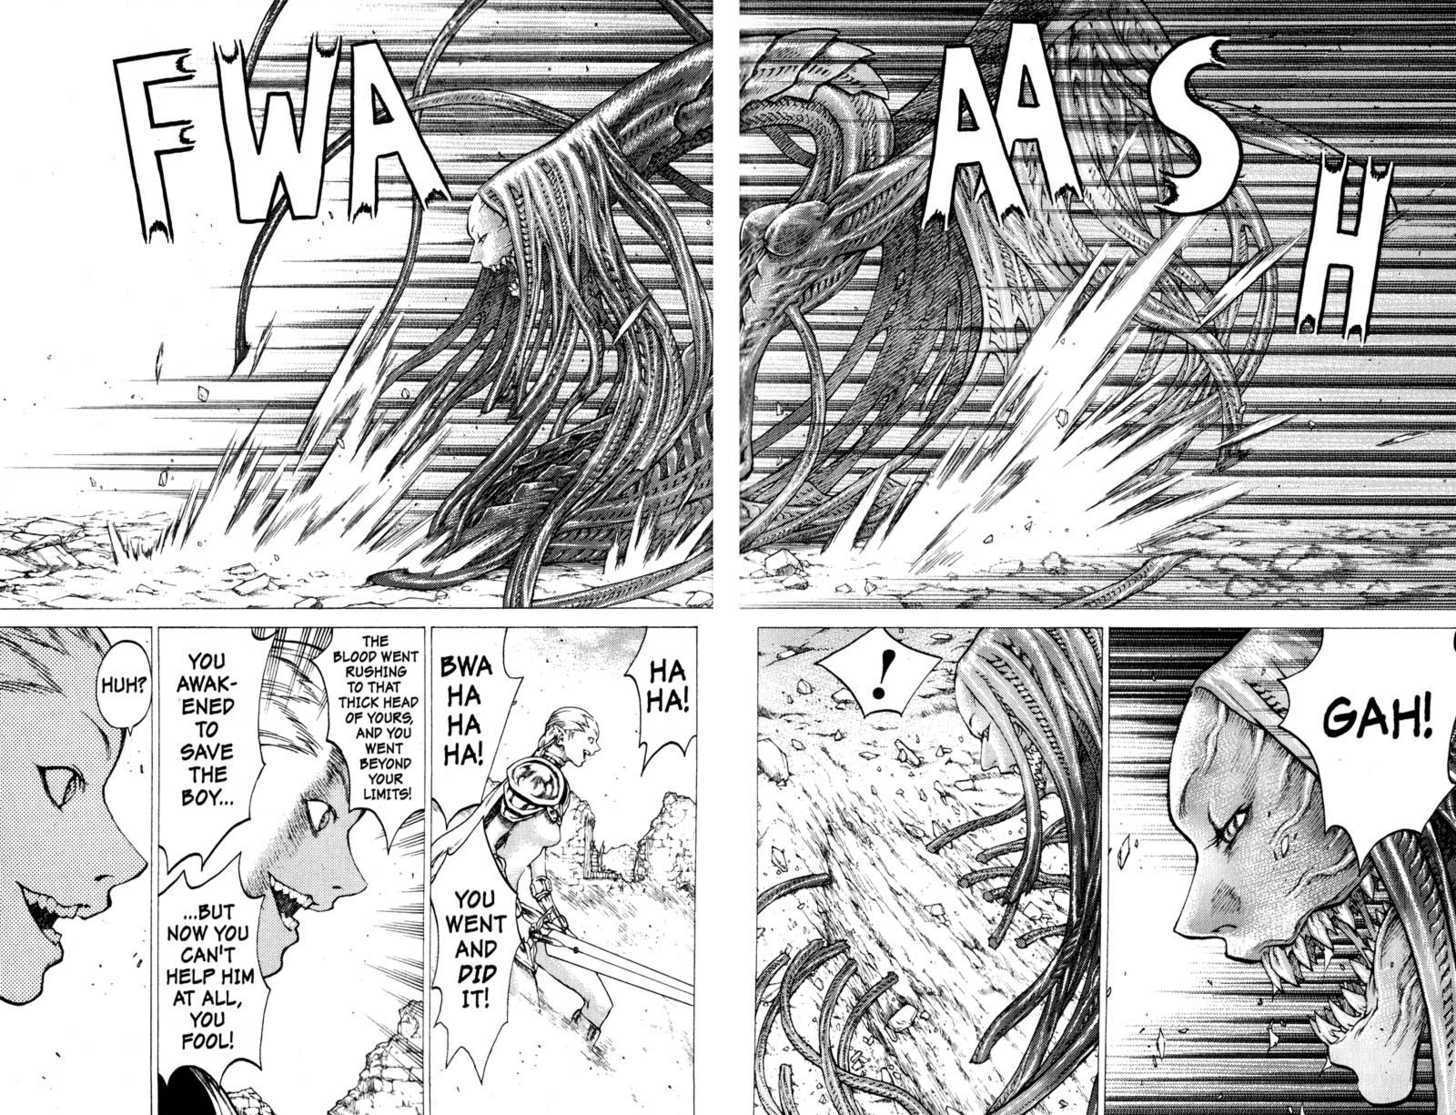 FWA
AASH
GAH!
!
HA
HA!
BWA
HA
HA
HA!
YOU
WENT
AND
DID
IT!
THE
BLOOD WENT
RUSHING
TO THAT
THICK HEAD
OF YOURS,
AND YOU
WENT
BEYOND
YOUR
LIMITS!
YOU
AWAK-
ENED
TO
SAVE
THE
BOY...
...BUT
NOW YOU
CAN'T
HELP HIM
AT ALL,
YOU
FOOL!
HUH?